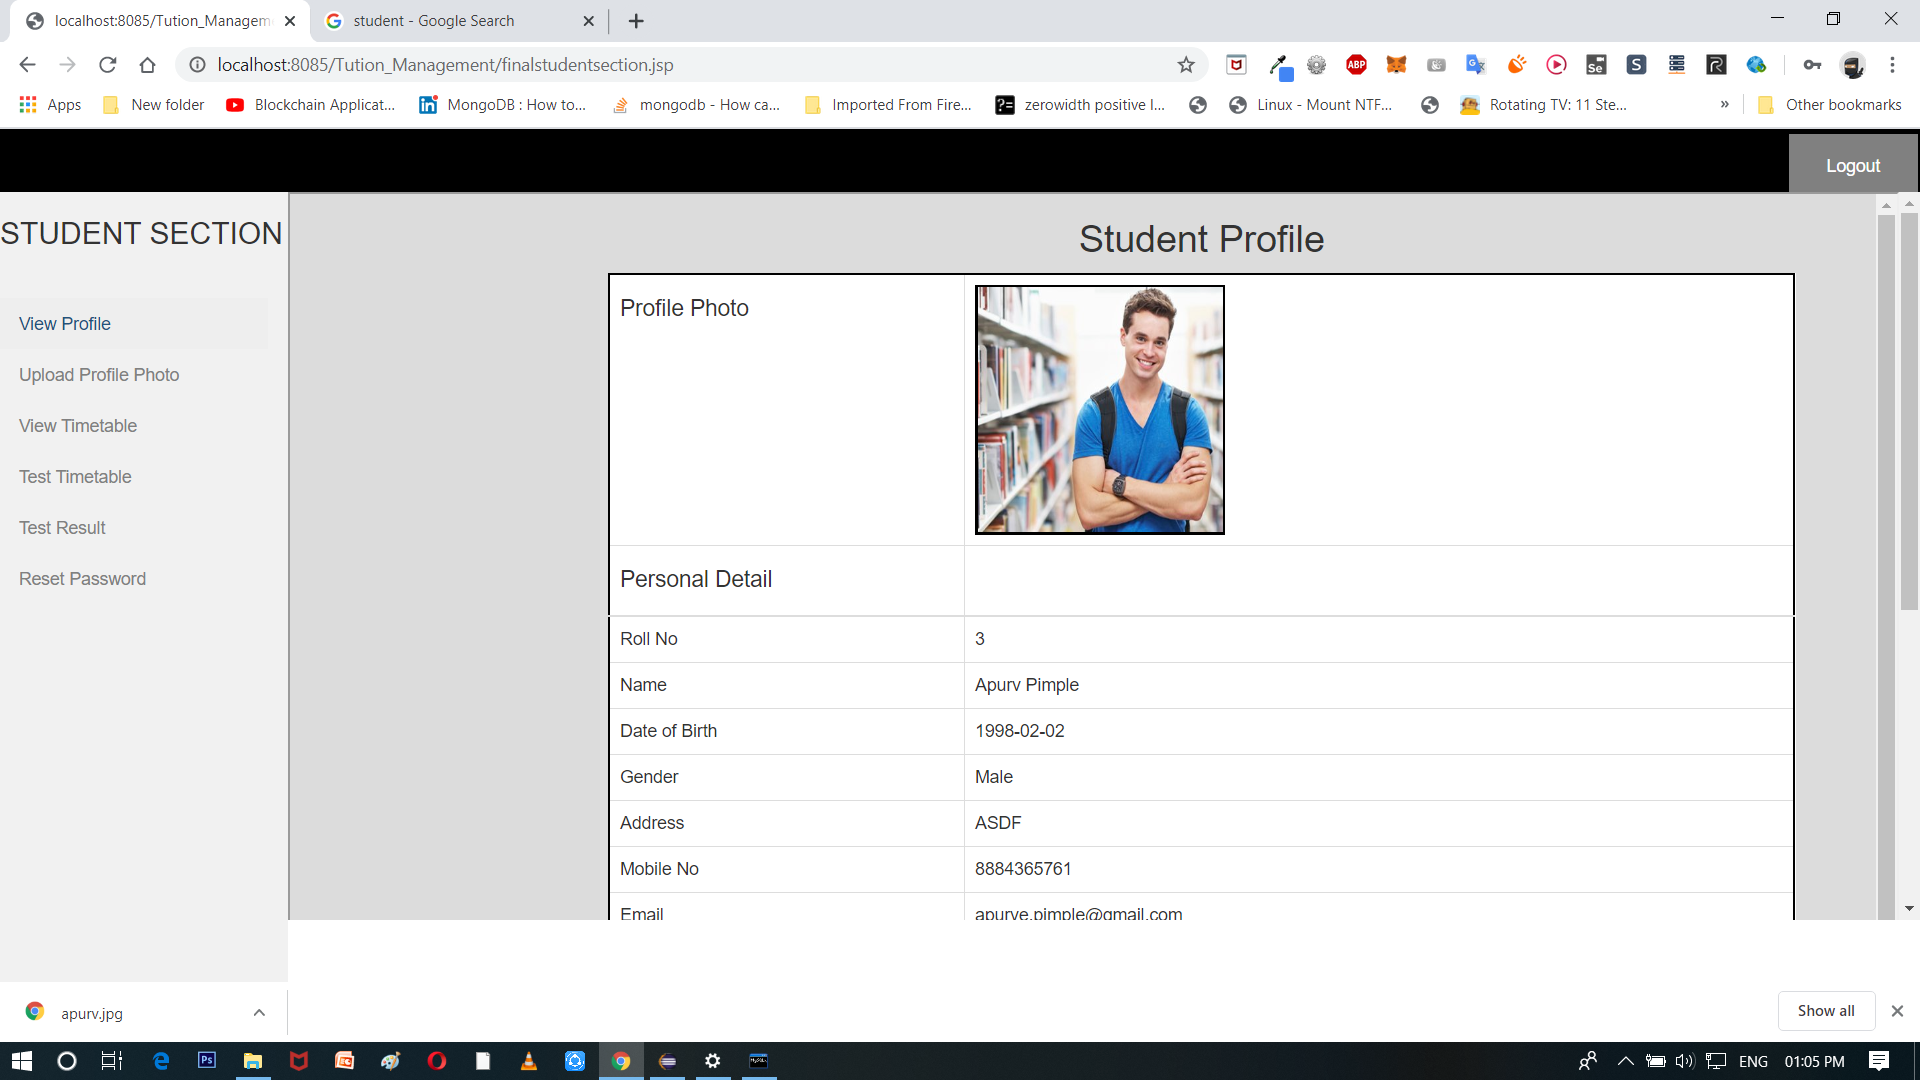 localhost:8085/Tution_Managem
student - Google Search
localhost:8085/Tution_Management/finalstudentsection.jsp
ABP
Se
S
R
Apps
New folder
Blockchain Applicat...
MongoDB : How to...
mongodb - How ca...
Imported From Fire...
zerowidth positive l...
Linux - Mount NTF...
Rotating TV: 11 Ste...
»
Other bookmarks
Logout
STUDENT SECTION
View Profile
Upload Profile Photo
View Timetable
Test Timetable
Test Result
Reset Password
Student Profile
Profile Photo
Personal Detail
Roll No 3
Name Apurv Pimple
Date of Birth 1998-02-02
Gender Male
Address ASDF
Mobile No 8884365761
Email apurve.pimple@gmail.com
apurv.jpg
Show all
Ps
ENG
01:05 PM